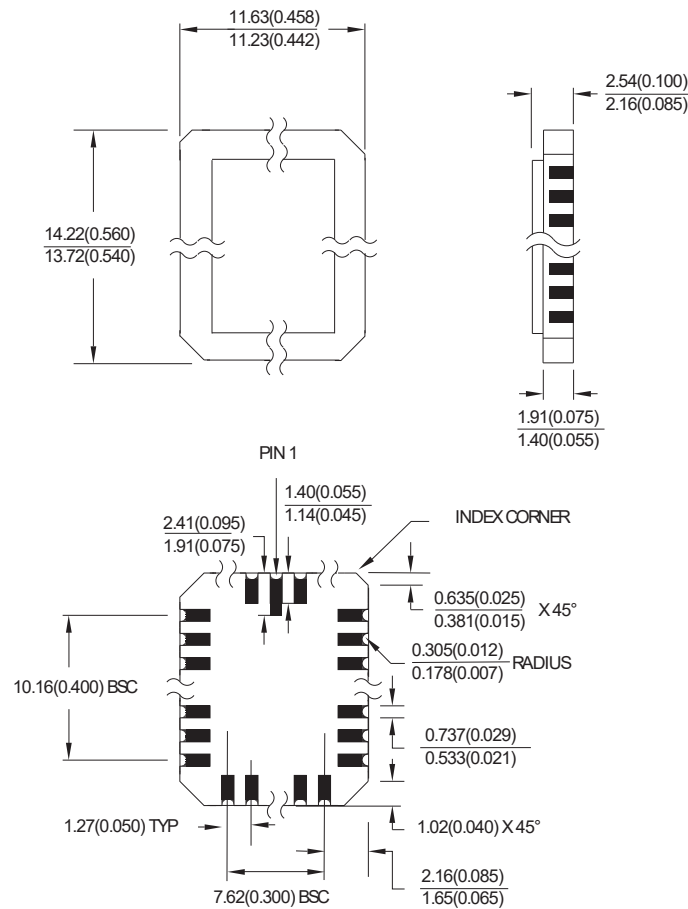 11.63(0.458)
11.23(0.442)
2.54(0.100)
2.16(0.085)
14.22(0.560)
13.72(0.540)
1.91(0.075)
1.40(0.055)
PIN 1
1.40(0.055)
1.14(0.045)
2.41(0.095)
1.91(0.075)
INDEX CORNER
0.635(0.025)
0.381(0.015) X 45°
0.305(0.012)
0.178(0.007) RADIUS
10.16(0.400) BSC
0.737(0.029)
0.533(0.021)
1.27(0.050) TYP
1.02(0.040) X 45°
7.62(0.300) BSC
2.16(0.085)
1.65(0.065)